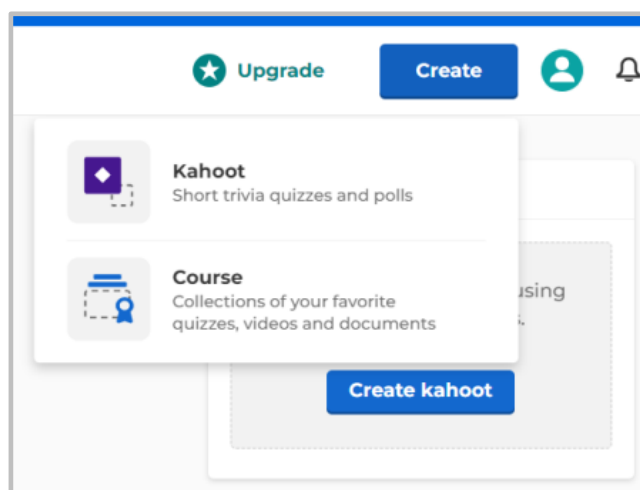 Upgrade
Create
Kahoot
Short trivia quizzes and polls
Course
Collections of your favorite
quizzes, videos and documents
using
Create kahoot